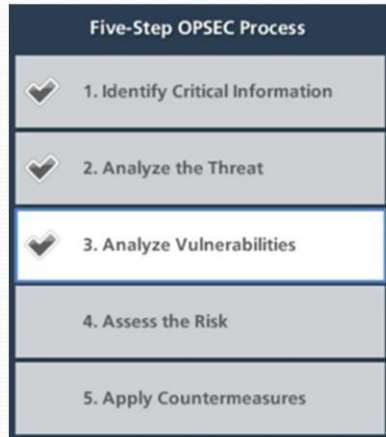 Five-Step OPSEC Process
1. Identify Critical Information
2. Analyze the Threat
3. Analyze Vulnerabilities
4. Assess the Risk
5. Apply Countermeasures